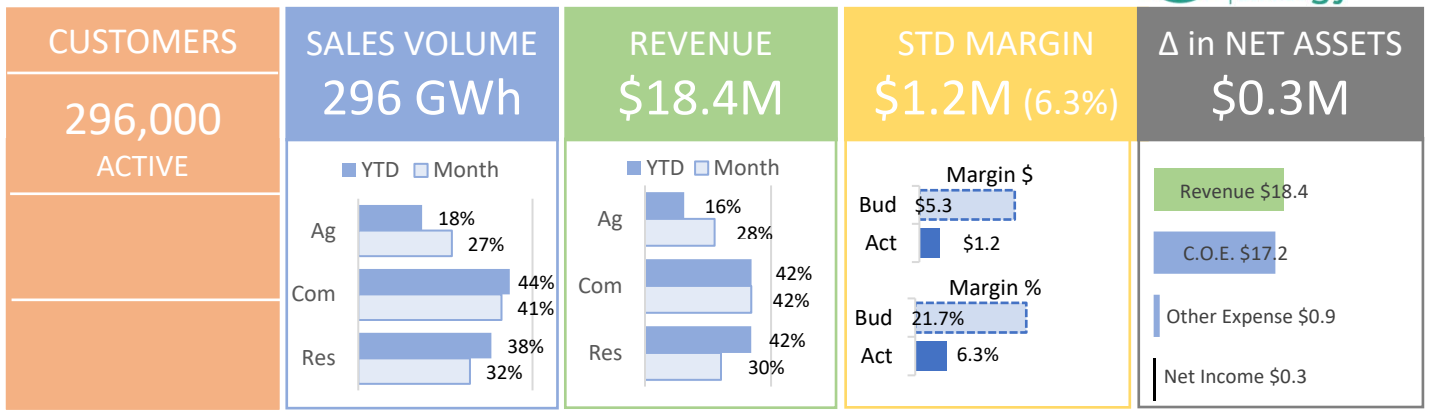 CUSTOMERS
296,000
ACTIVE
SALES VOLUME
296 GWh
YTD Month
Ag
18%
27%
Com
44%
41%
Res
38%
32%
REVENUE
$18.4M
YTD Month
Ag
16%
28%
Com
42%
42%
Res
42%
30%
STD MARGIN
$1.2M (6.3%)
Margin $
Bud $5.3
Act $1.2
Margin %
Bud 21.7%
Act 6.3%
Δ in NET ASSETS
$0.3M
Revenue $18.4
C.O.E. $17.2
Other Expense $0.9
Net Income $0.3